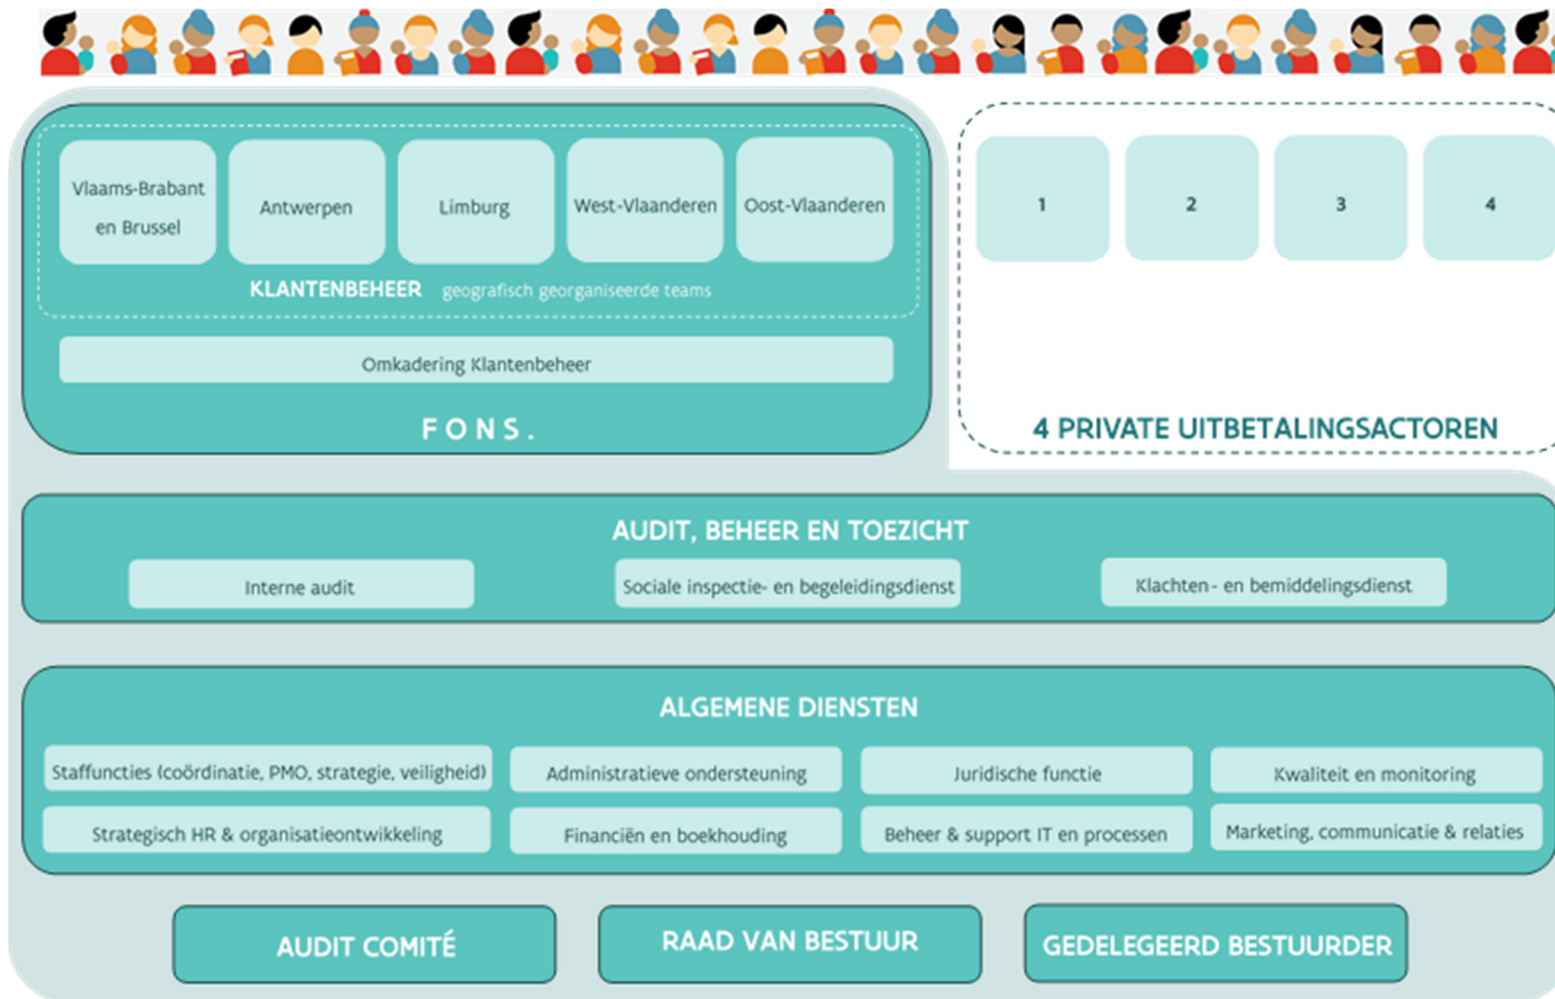 Vlaams-Brabant
en Brussel
Antwerpen
Limburg
West-Vlaanderen
Oost-Vlaanderen
KLANTENBEHEER geografisch georganiseerde teams
Omkadering Klantenbeheer
FONS.
1
2
3
4
4 PRIVATE UITBETALINGSACTOREN
AUDIT, BEHEER EN TOEZICHT
Interne audit
Sociale inspectie- en begeleidingsdienst
Klachten- en bemiddelingsdienst
ALGEMENE DIENSTEN
Staffuncties (coördinatie, PMO, strategie, veiligheid)
Administratieve ondersteuning
Juridische functie
Kwaliteit en monitoring
Strategisch HR & organisatieontwikkeling
Financiën en boekhouding
Beheer & support IT en processen
Marketing, communicatie & relaties
AUDIT COMITÉ
RAAD VAN BESTUUR
GEDELEGEERD BESTUURDER